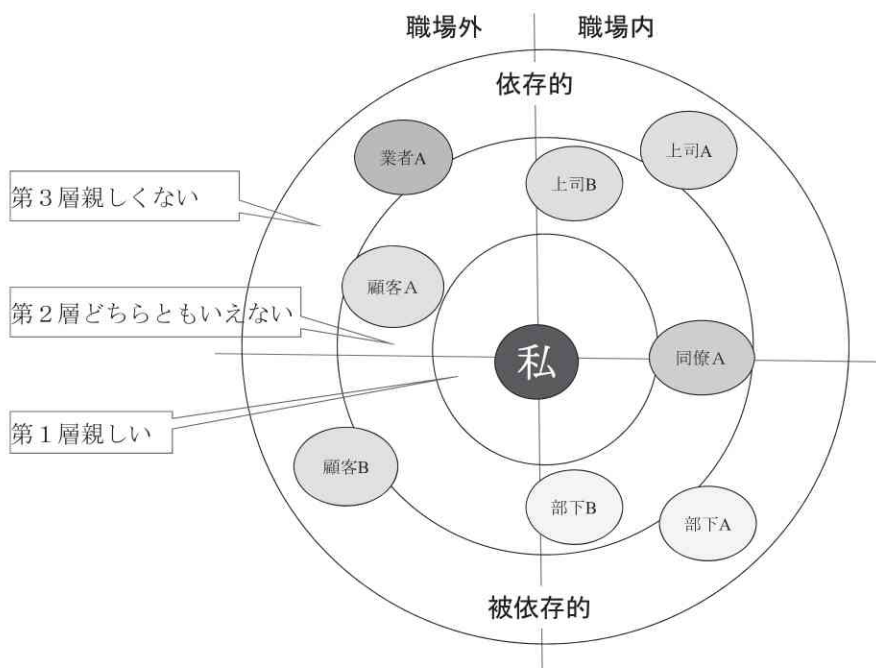 職場外
職場内
依存的
業者A
上司A
上司B
第３層親しくない
顧客A
第２層どちらともいえない
私
同僚A
第１層親しい
顧客B
部下B
部下A
被依存的